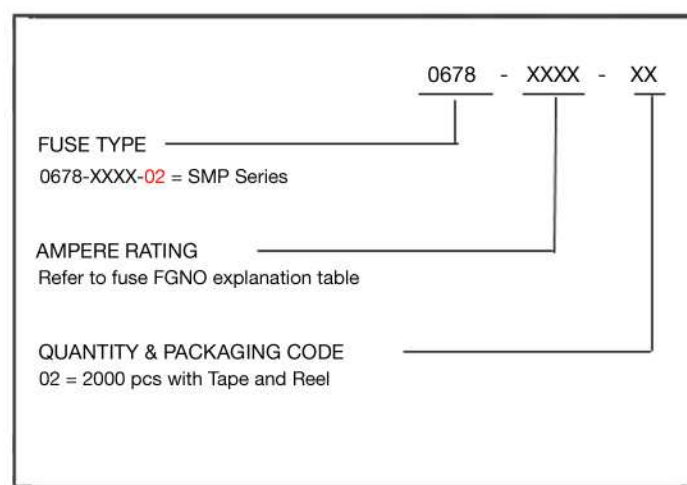 0678 - XXXX - XX
FUSE TYPE
0678-XXXX-02 = SMP Series
AMPERE RATING
Refer to fuse FGNO explanation table
QUANTITY & PACKAGING CODE
02 = 2000 pcs with Tape and Reel